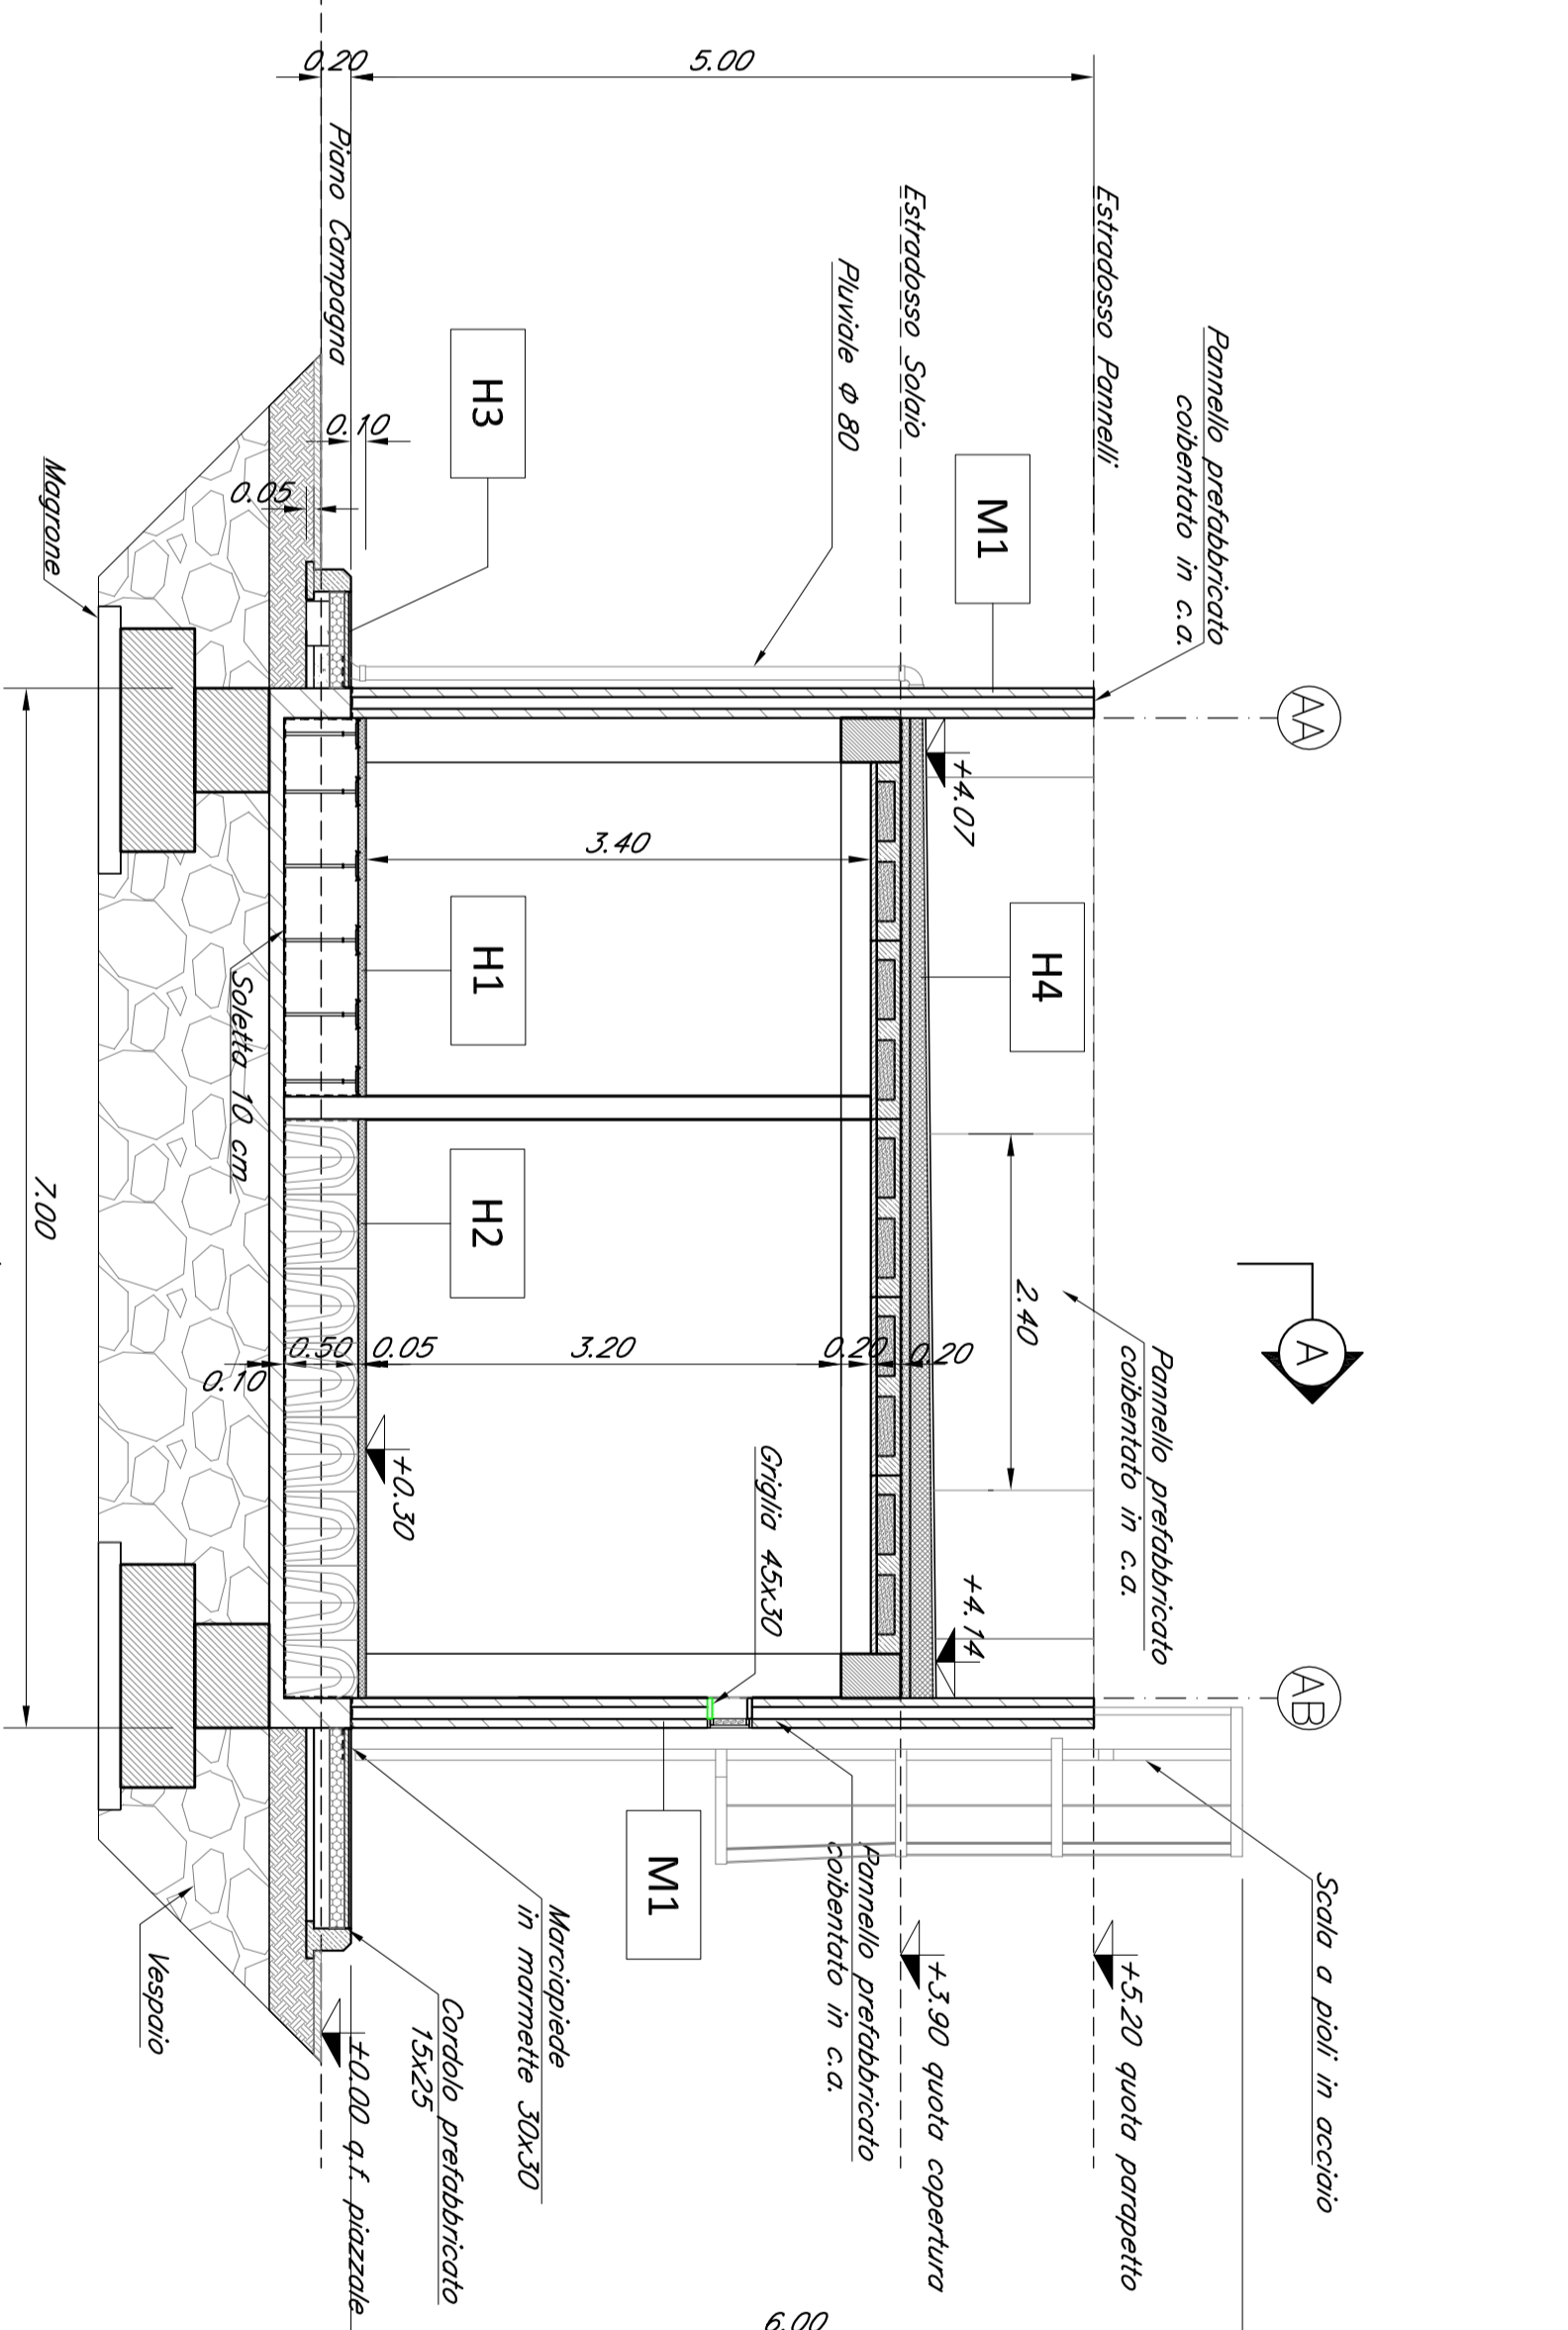 Pannello prefabbricato
coibentato in c.a.
AA
Estradosso Pannelli
Estradosso Solaio
Pluviale Φ 80
M1
H3
Piano Campagna
5.00
0.20
0.10
0.05
Magrone
+4.07
H4
3.40
H1
Soletta 10 cm
H2
7.00
2.40
A
Pannello prefabbricato
coibentato in c.a.
0.10
0.50
0.05
3.20
0.20
0.20
+0.30
Griglia 45x30
+4.14
AB
M1
Pannello prefabbricato
coibentato in c.a.
Scala a pioli in acciaio
+5.20 quota parapetto
+3.90 quota copertura
Marciapiede
in marmette 30x30
Cordolo prefabbricato
15x25
±0.00 q.f. piazzale
Vespaio
6.00